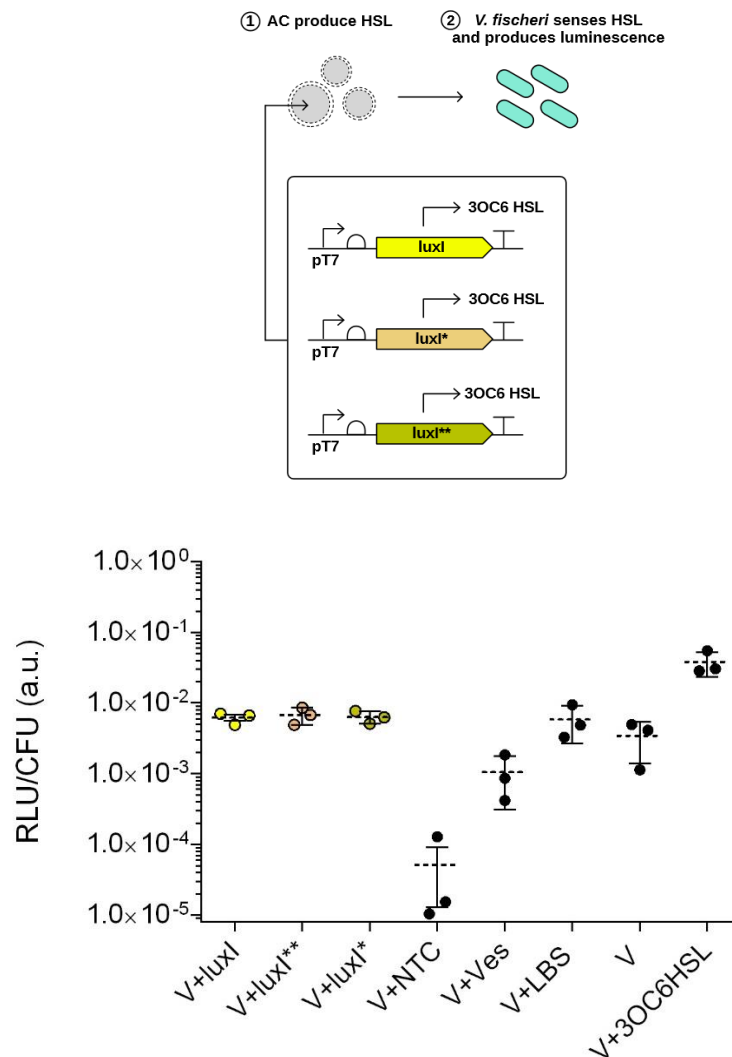 ① AC produce HSL
② V. fischeri senses HSL
and produces luminescence
3OC6 HSL
luxI
pT7
3OC6 HSL
luxI*
pT7
3OC6 HSL
luxI**
pT7
RLU/CFU (a.u.)
1.0×10⁰
1.0×10⁻¹
1.0×10⁻²
1.0×10⁻³
1.0×10⁻⁴
1.0×10⁻⁵
V+luxI
V+luxI**
V+luxI*
V+NTC
V+Ves
V+LBS
V
V+3OC6HSL